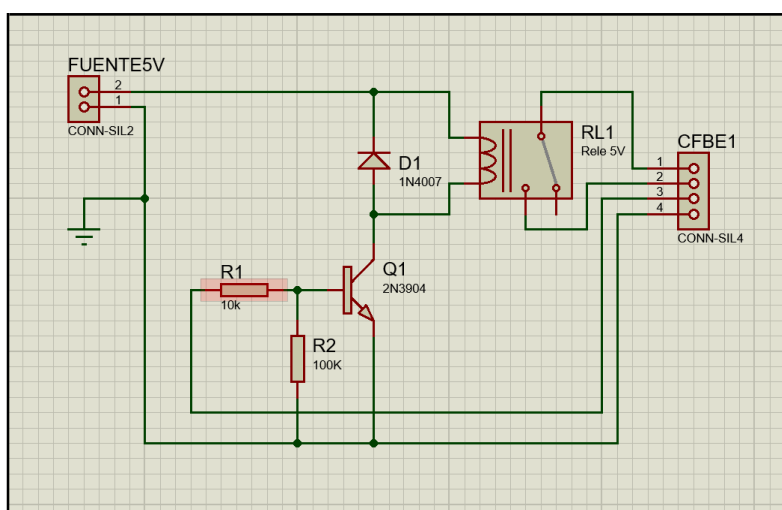 FUENTE5V
2
1
CONN-SIL2
D1
1N4007
RL1
Rele 5V
CFBE1
1
2
3
4
CONN-SIL4
R1
10k
Q1
2N3904
R2
100K